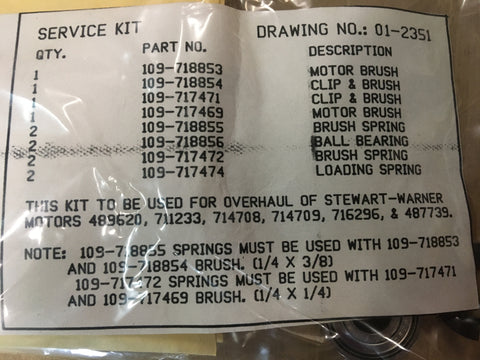 SERVICE KIT DRAWING NO.: 01-2351
QTY. PART NO. DESCRIPTION
1 109-718853 MOTOR BRUSH
1 109-718854 CLIP & BRUSH
1 109-717471 CLIP & BRUSH
1 109-717469 MOTOR BRUSH
2 109-718855 BRUSH SPRING
2 109-718856 BALL BEARING
2 109-717472 BRUSH SPRING
2 109-717474 LOADING SPRING
THIS KIT TO BE USED FOR OVERHAUL OF STEWART-WARNER
MOTORS 489620, 711233, 714708, 714709, 716296, & 487739.
NOTE: 109-718855 SPRINGS MUST BE USED WITH 109-718853
AND 109-718854 BRUSH. (1/4 X 3/8)
109-717472 SPRINGS MUST BE USED WITH 109-717471
AND 109-717469 BRUSH. (1/4 X 1/4)